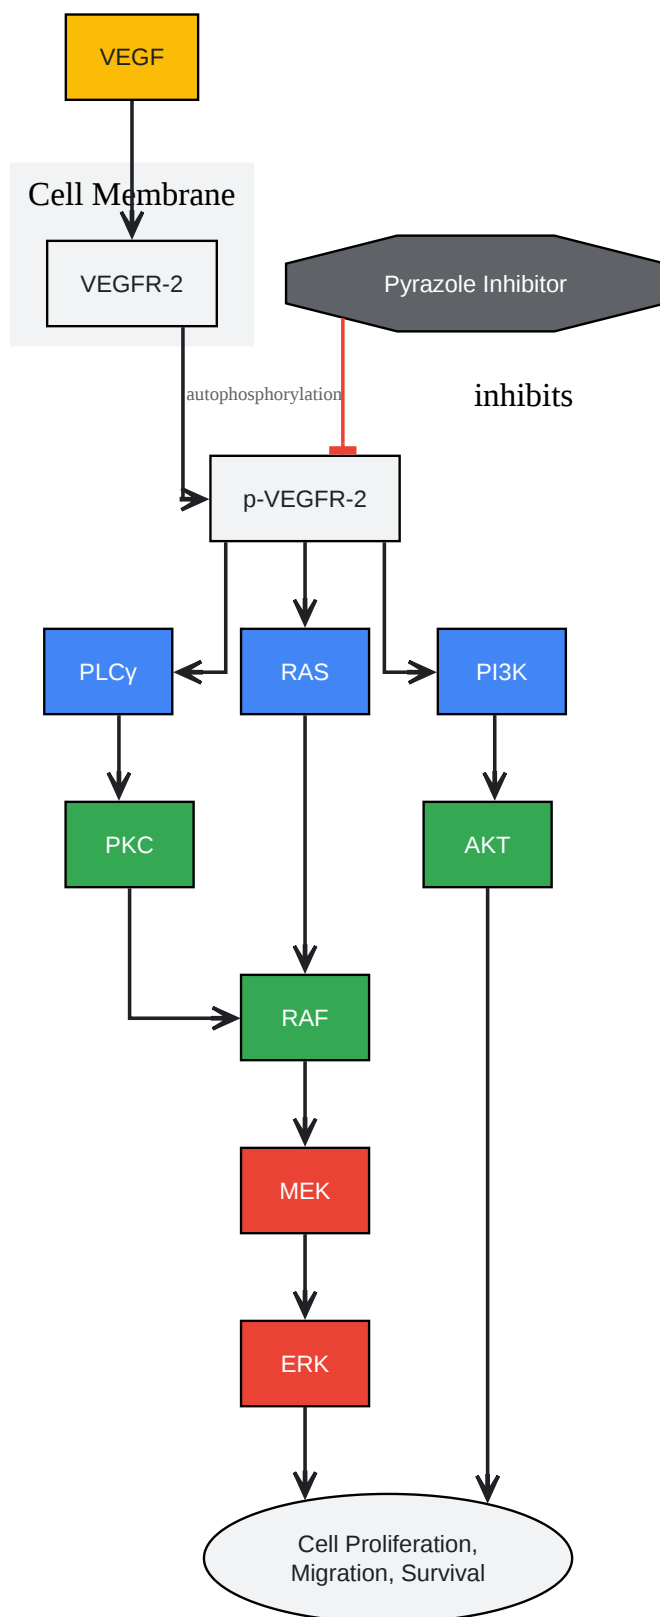 VEGF
Cell Membrane
VEGFR-2
Pyrazole Inhibitor
autophosphorylation
inhibits
p-VEGFR-2
PLCγ
RAS
PI3K
PKC
AKT
RAF
MEK
ERK
Cell Proliferation,
Migration, Survival